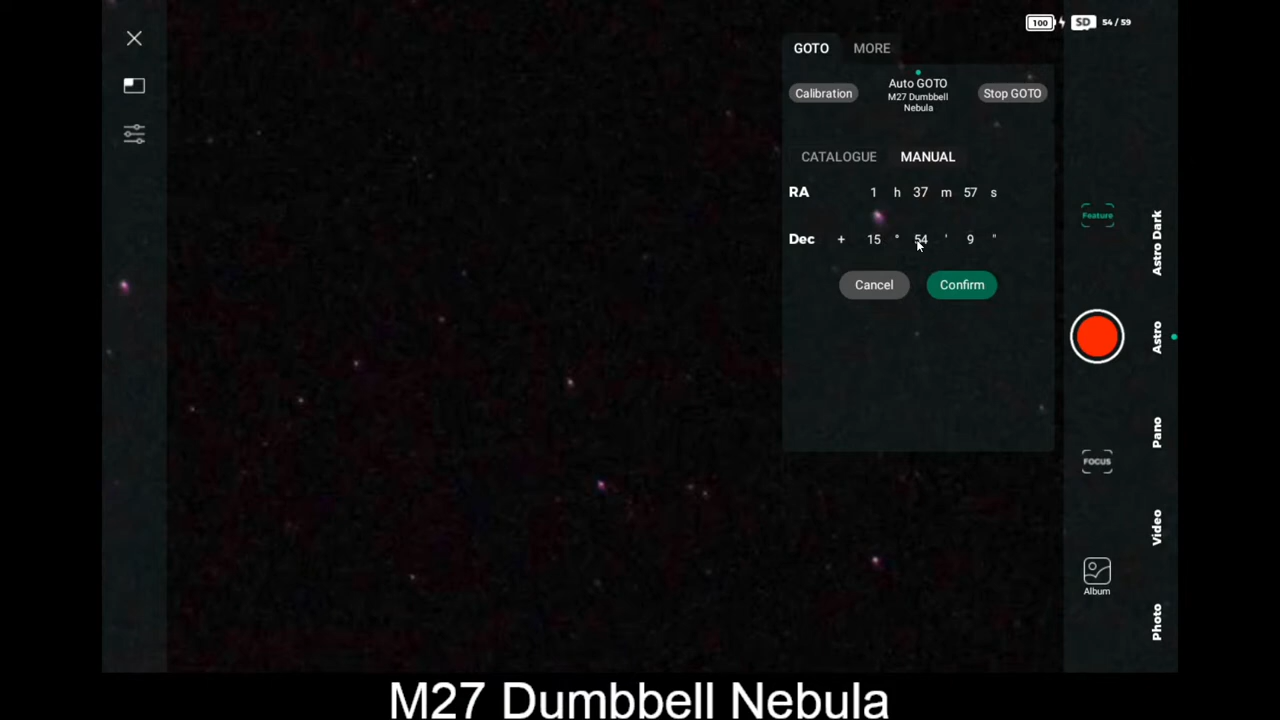 100 SD 54 / 59
GOTO MORE
Calibration
Auto GOTO
M27 Dumbbell
Nebula
Stop GOTO
CATALOGUE MANUAL
RA 1 h 37 m 57 s
Dec + 15 ° 54 ' 9 "
Cancel Confirm
Feature
FOCUS
Album
Astro Dark
Astro
Pano
Video
Photo
M27 Dumbbell Nebula